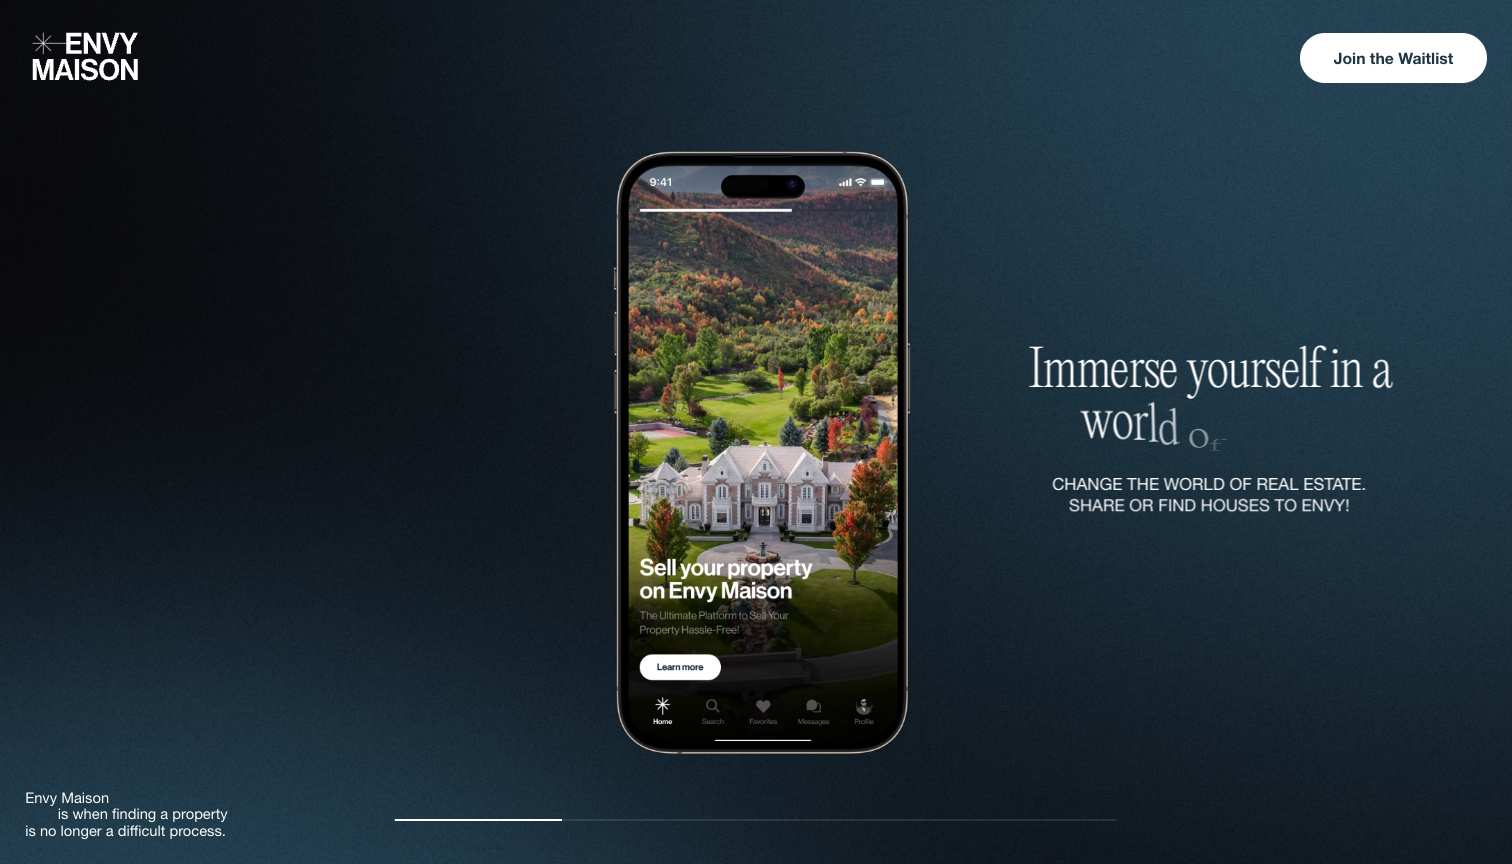 ENVY
MAISON
Join the Waitlist
9:41
Sell your property
on Envy Maison
The Ultimate Platform to Sell Your
Property Hassle-Free!
Learn more
Home
Search
Favorites
Messages
Profile
Immerse yourself in a
world of
CHANGE THE WORLD OF REAL ESTATE.
SHARE OR FIND HOUSES TO ENVY!
Envy Maison
is when finding a property
is no longer a difficult process.